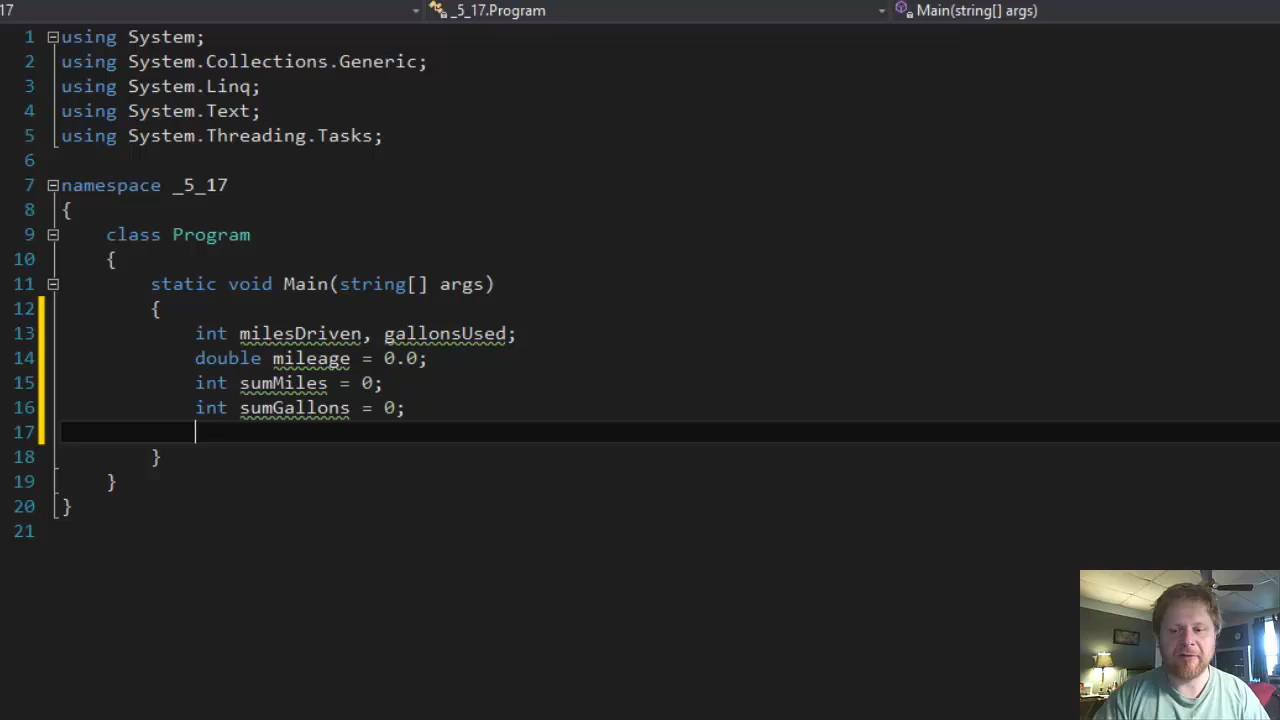 17 _5_17.Program Main(string[] args)
1 using System;
2 using System.Collections.Generic;
3 using System.Linq;
4 using System.Text;
5 using System.Threading.Tasks;
6
7 namespace _5_17
8 {
9 class Program
10 {
11 static void Main(string[] args)
12 {
13 int milesDriven, gallonsUsed;
14 double mileage = 0.0;
15 int sumMiles = 0;
16 int sumGallons = 0;
17
18 }
19 }
20 }
21